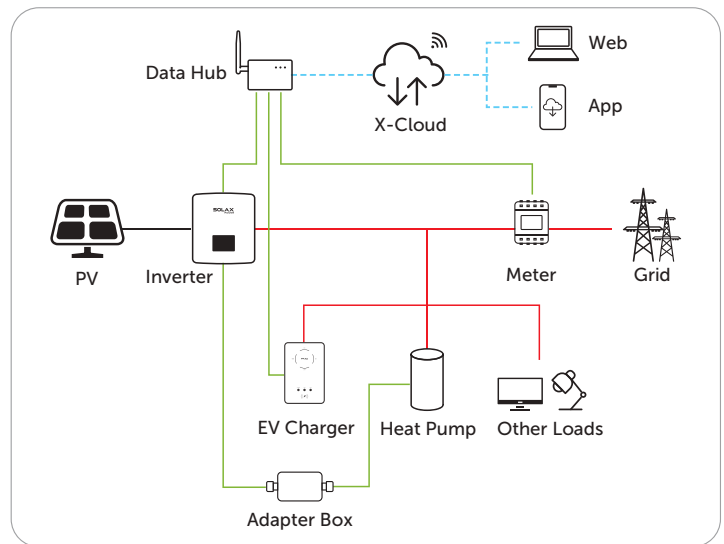 Data Hub
X-Cloud
Web
App
SOLAX
PV
Inverter
Meter
Grid
EV Charger
Heat Pump
Other Loads
Adapter Box